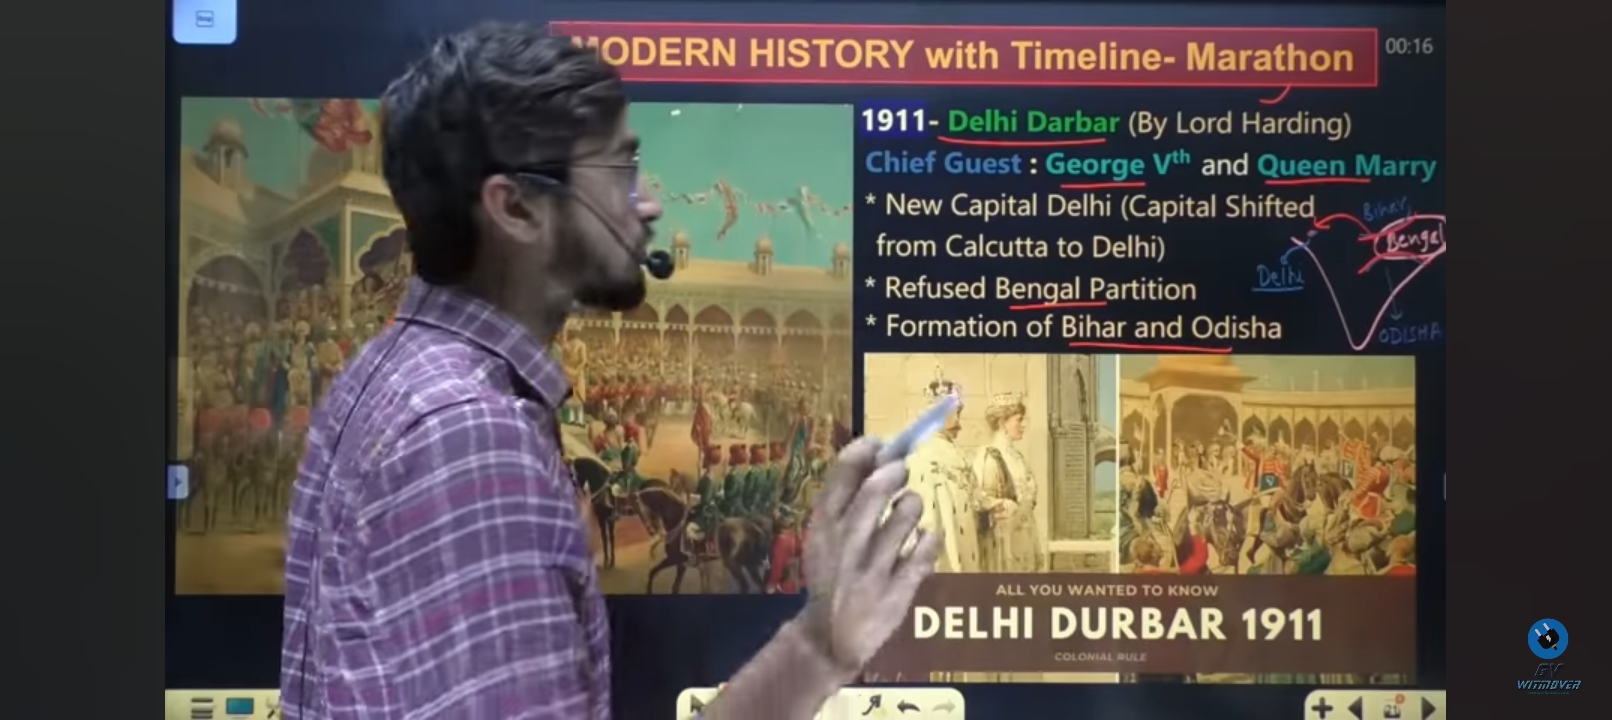 MODERN HISTORY with Timeline- Marathon
00:16
1911- Delhi Darbar (By Lord Harding)
Chief Guest : George Vth and Queen Marry
* New Capital Delhi (Capital Shifted
from Calcutta to Delhi)
* Refused Bengal Partition
* Formation of Bihar and Odisha
Bihar
Bengal
Delhi
ODISHA
ALL YOU WANTED TO KNOW
DELHI DURBAR 1911
COLONIAL RULE
WITMOVER